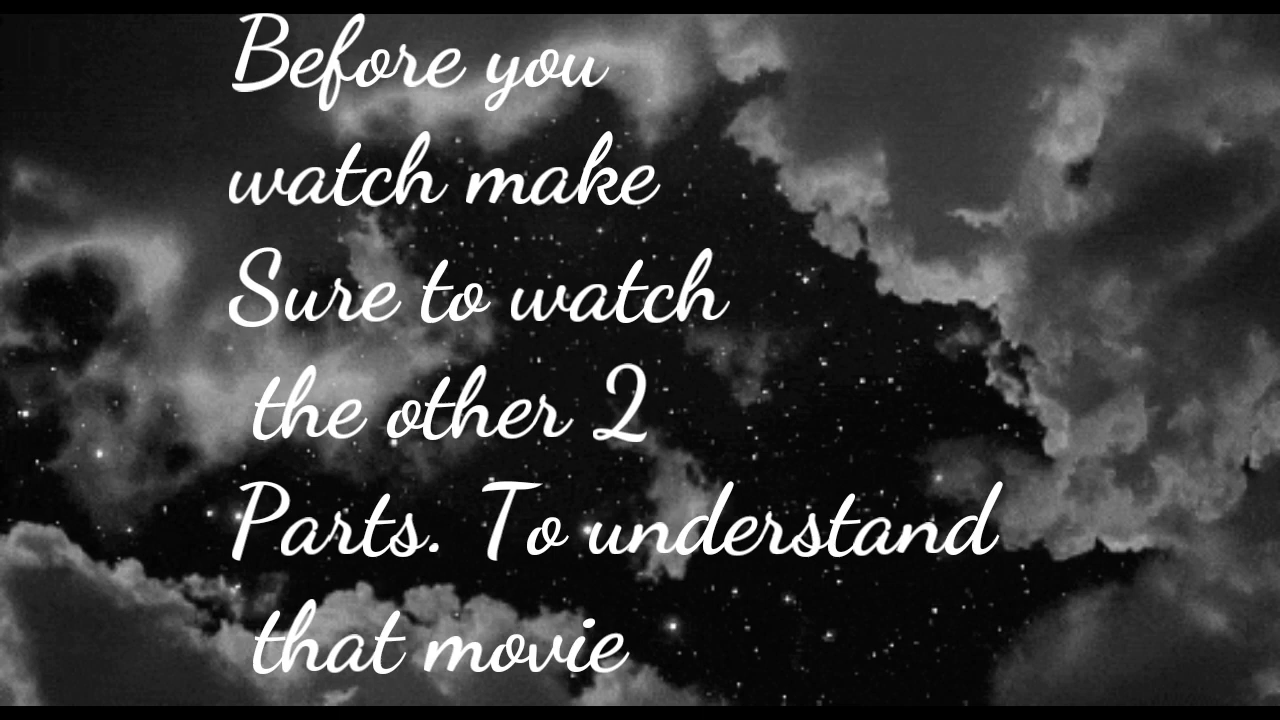 Before you
watch make
Sure to watch
the other 2
Parts. To understand
that movie